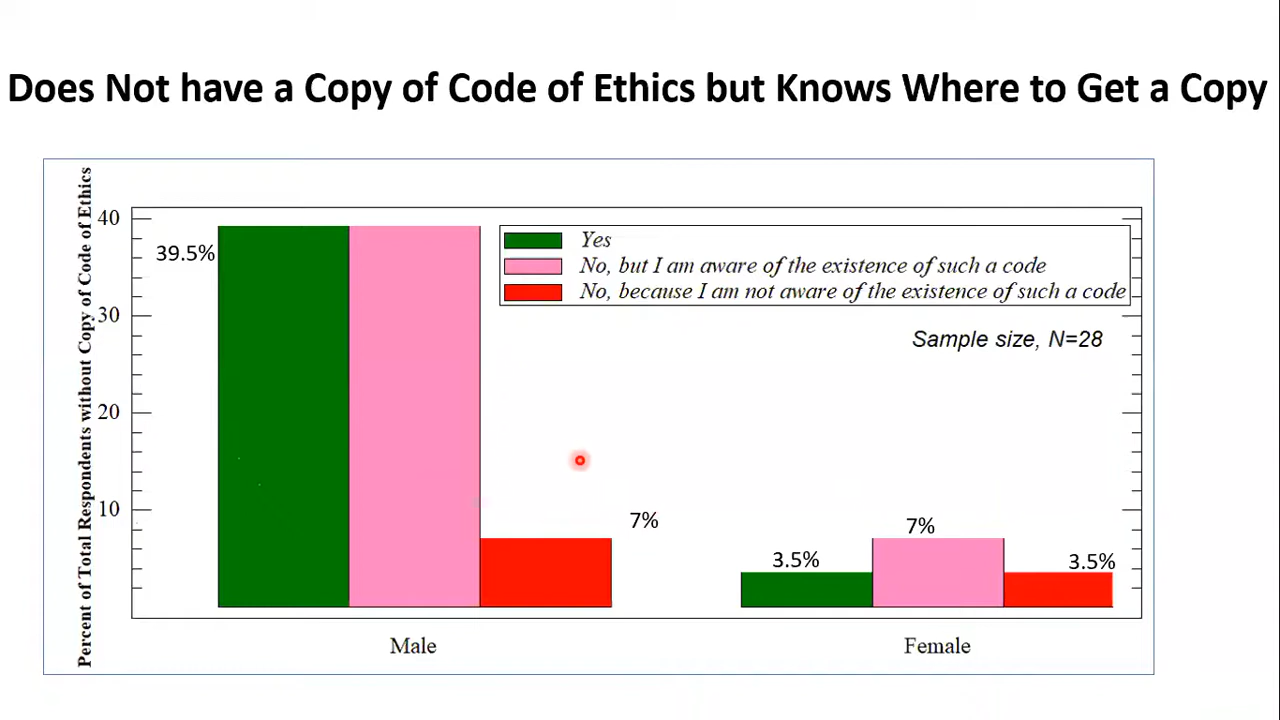 Does Not have a Copy of Code of Ethics but Knows Where to Get a Copy
Percent of Total Respondents without Copy of Code of Ethics
40
30
20
10
39.5%
Yes
No, but I am aware of the existence of such a code
No, because I am not aware of the existence of such a code
Sample size, N=28
7%
3.5%
7%
3.5%
Male
Female